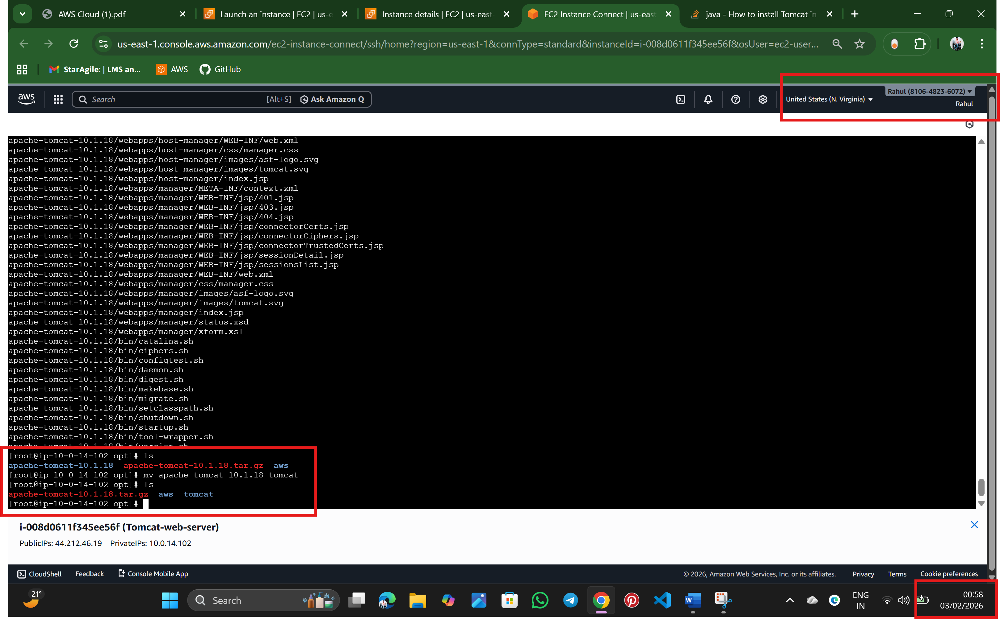 AWS Cloud (1).pdf
Launch an instance | EC2 | us-e
Instance details | EC2 | us-east-
EC2 Instance Connect | us-east
java - How to install Tomcat in
us-east-1.console.aws.amazon.com/ec2-instance-connect/ssh/home?region=us-east-1&connType=standard&instanceId=i-008d0611f345ee56f&osUser=ec2-user...
StarAgile: | LMS an...
AWS
GitHub
aws
Search
[Alt+S]
Ask Amazon Q
United States (N. Virginia)
Rahul (8106-4823-6072)
Rahul
apache-tomcat-10.1.18/webapps/host-manager/WEB-INF/web.xml
apache-tomcat-10.1.18/webapps/host-manager/css/manager.css
apache-tomcat-10.1.18/webapps/host-manager/images/asf-logo.svg
apache-tomcat-10.1.18/webapps/host-manager/images/tomcat.svg
apache-tomcat-10.1.18/webapps/host-manager/index.jsp
apache-tomcat-10.1.18/webapps/manager/META-INF/context.xml
apache-tomcat-10.1.18/webapps/manager/WEB-INF/jsp/401.jsp
apache-tomcat-10.1.18/webapps/manager/WEB-INF/jsp/403.jsp
apache-tomcat-10.1.18/webapps/manager/WEB-INF/jsp/404.jsp
apache-tomcat-10.1.18/webapps/manager/WEB-INF/jsp/connectorCerts.jsp
apache-tomcat-10.1.18/webapps/manager/WEB-INF/jsp/connectorCiphers.jsp
apache-tomcat-10.1.18/webapps/manager/WEB-INF/jsp/connectorTrustedCerts.jsp
apache-tomcat-10.1.18/webapps/manager/WEB-INF/jsp/sessionDetail.jsp
apache-tomcat-10.1.18/webapps/manager/WEB-INF/jsp/sessionsList.jsp
apache-tomcat-10.1.18/webapps/manager/WEB-INF/web.xml
apache-tomcat-10.1.18/webapps/manager/css/manager.css
apache-tomcat-10.1.18/webapps/manager/images/asf-logo.svg
apache-tomcat-10.1.18/webapps/manager/images/tomcat.svg
apache-tomcat-10.1.18/webapps/manager/index.jsp
apache-tomcat-10.1.18/webapps/manager/status.xsd
apache-tomcat-10.1.18/webapps/manager/xform.xsl
apache-tomcat-10.1.18/bin/catalina.sh
apache-tomcat-10.1.18/bin/ciphers.sh
apache-tomcat-10.1.18/bin/configtest.sh
apache-tomcat-10.1.18/bin/daemon.sh
apache-tomcat-10.1.18/bin/digest.sh
apache-tomcat-10.1.18/bin/makebase.sh
apache-tomcat-10.1.18/bin/migrate.sh
apache-tomcat-10.1.18/bin/setclasspath.sh
apache-tomcat-10.1.18/bin/shutdown.sh
apache-tomcat-10.1.18/bin/startup.sh
apache-tomcat-10.1.18/bin/tool-wrapper.sh
apache-tomcat-10.1.18/bin/version.sh
[root@ip-10-0-14-102 opt]# ls
apache-tomcat-10.1.18 apache-tomcat-10.1.18.tar.gz aws
[root@ip-10-0-14-102 opt]# mv apache-tomcat-10.1.18 tomcat
[root@ip-10-0-14-102 opt]# ls
apache-tomcat-10.1.18.tar.gz aws tomcat
[root@ip-10-0-14-102 opt]#
i-008d0611f345ee56f (Tomcat-web-server)
PublicIPs: 44.212.46.19 PrivateIPs: 10.0.14.102
CloudShell
Feedback
Console Mobile App
© 2026, Amazon Web Services, Inc. or its affiliates.
Privacy
Terms
Cookie preferences
21°
Search
W
ENG
IN
00:58
03/02/2026